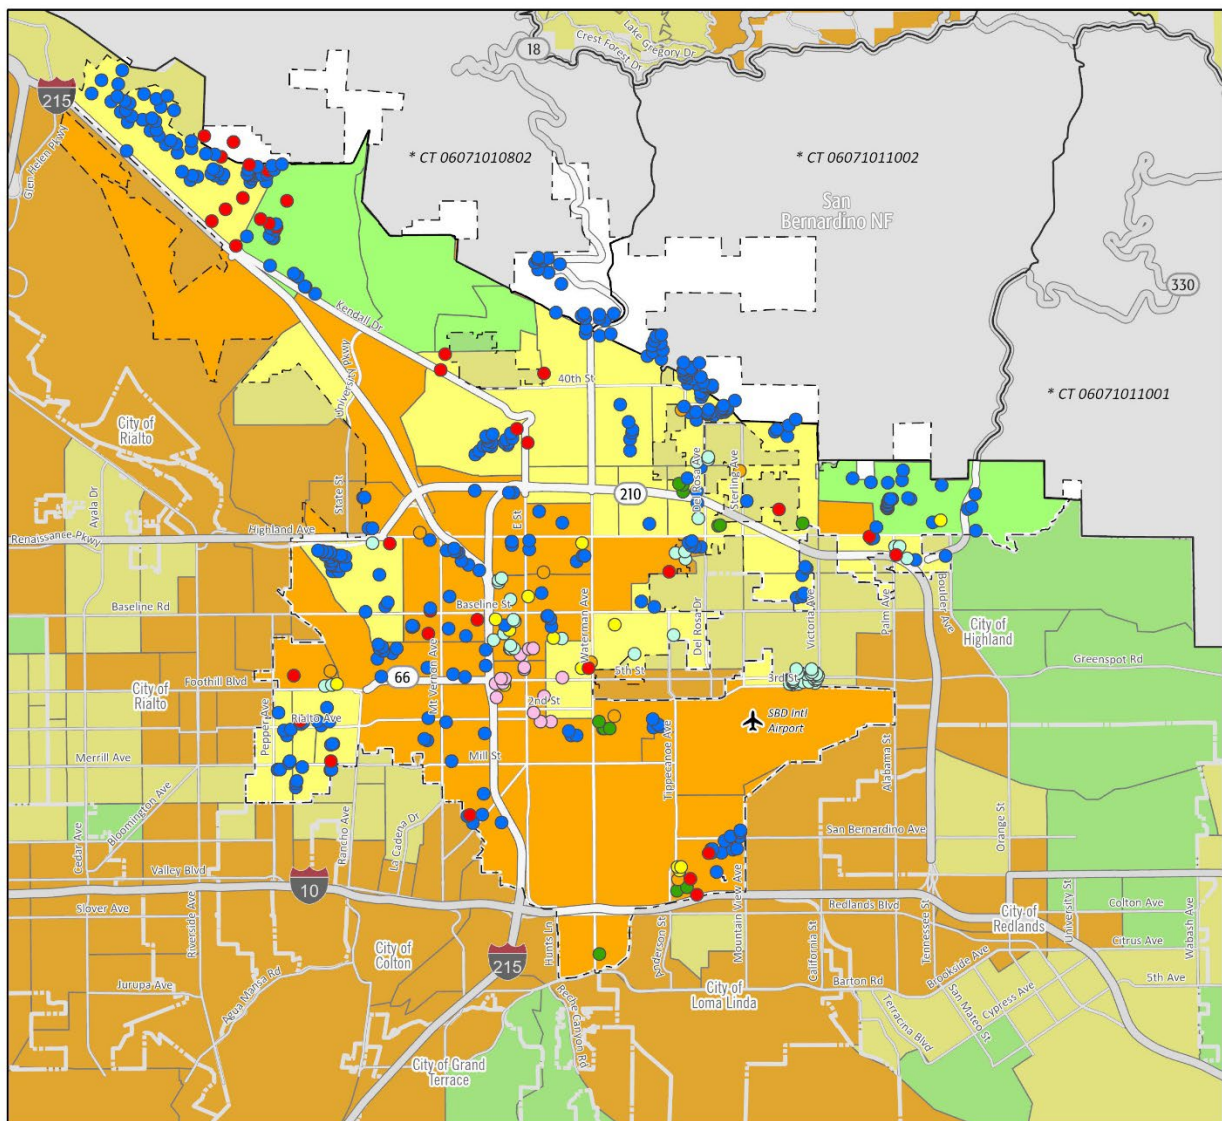 18
Lake Gregory Dr
Crest Forest Dr
215
Glen Helen Pkwy
* CT 06071010802
* CT 06071011002
San
Bernardino NF
330
Kendall Dr
University Pkwy
40th St
* CT 06071011001
City of
Rialto
Ayala Dr
State St
Del Rosa Ave
Sterling Ave
210
E St
Highland Ave
Renaissance Pkwy
Baseline Rd
Baseline St
Waterman Ave
Mt Vernon Ave
Del Rosa Dr
Victoria Ave
Palm Ave
Boulder Ave
City of
Highland
Greenspot Rd
City of
Rialto
Foothill Blvd
66
5th St
3rd St
2nd St
Pepper Ave
Rialto Ave
SBD Intl
Airport
Merrill Ave
Mill St
Tippecanoe Ave
Alabama St
Cedar Ave
Bloomington Ave
Rancho Ave
La Cadena Dr
San Bernardino Ave
Orange St
Valley Blvd
10
Slover Ave
Riverside Ave
Mountain View Ave
Redlands Blvd
Tennessee St
City of
Redlands
University St
Colton Ave
Wabash Ave
City of
Colton
215
Hunts Ln
Anderson St
California St
Brookside Ave
Citrus Ave
Jurupa Ave
Agua Mansa Rd
Reche Canyon Rd
City of
Loma Linda
Barton Rd
Terracina Blvd
San Mateo St
Cypress Ave
5th Ave
City of Grand
Terrace